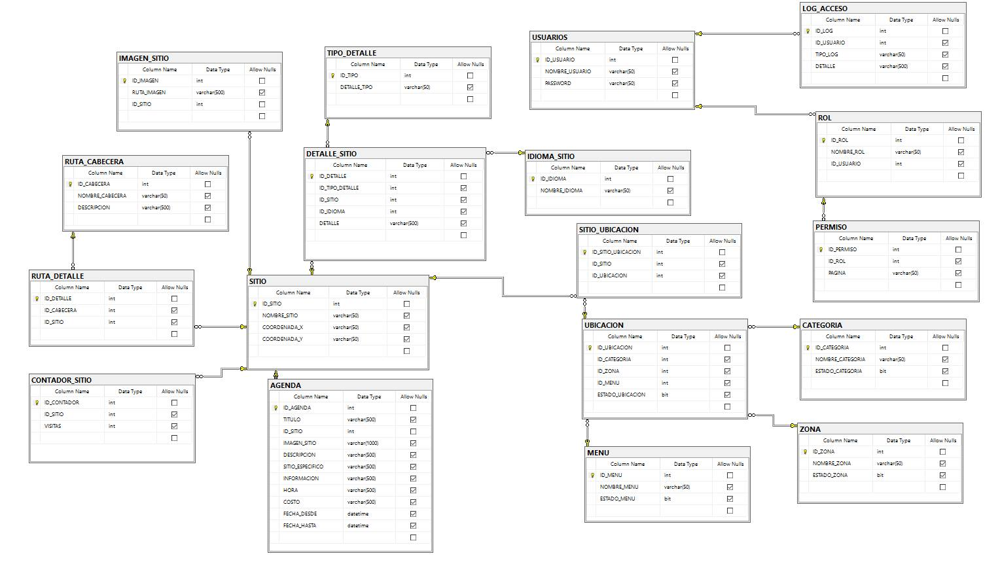 LOG_ACCESO
Column Name Data Type Allow Nulls
ID_LOG int
ID_USUARIO int
TIPO_LOG varchar(50)
DETALLE varchar(500)
USUARIOS
Column Name Data Type Allow Nulls
ID_USUARIO int
NOMBRE_USUARIO varchar(50)
PASSWORD varchar(50)
TIPO_DETALLE
Column Name Data Type Allow Nulls
ID_TIPO int
DETALLE_TIPO varchar(50)
IMAGEN_SITIO
Column Name Data Type Allow Nulls
ID_IMAGEN int
RUTA_IMAGEN varchar(500)
ID_SITIO int
ROL
Column Name Data Type Allow Nulls
ID_ROL int
NOMBRE_ROL varchar(50)
ID_USUARIO int
DETALLE_SITIO
Column Name Data Type Allow Nulls
ID_DETALLE int
ID_TIPO_DETALLE int
ID_SITIO int
ID_IDIOMA int
DETALLE varchar(500)
IDIOMA_SITIO
Column Name Data Type Allow Nulls
ID_IDIOMA int
NOMBRE_IDIOMA varchar(50)
RUTA_CABECERA
Column Name Data Type Allow Nulls
ID_CABECERA int
NOMBRE_CABECERA varchar(50)
DESCRIPCION varchar(500)
PERMISO
Column Name Data Type Allow Nulls
ID_PERMISO int
ID_ROL int
PAGINA varchar(50)
SITIO_UBICACION
Column Name Data Type Allow Nulls
ID_SITIO_UBICACION int
ID_SITIO int
ID_UBICACION int
RUTA_DETALLE
Column Name Data Type Allow Nulls
ID_DETALLE int
ID_CABECERA int
ID_SITIO int
SITIO
Column Name Data Type Allow Nulls
ID_SITIO int
NOMBRE_SITIO varchar(50)
COORDENADA_X varchar(50)
COORDENADA_Y varchar(50)
UBICACION
Column Name Data Type Allow Nulls
ID_UBICACION int
ID_CATEGORIA int
ID_ZONA int
ID_MENU int
ESTADO_UBICACION bit
CATEGORIA
Column Name Data Type Allow Nulls
ID_CATEGORIA int
NOMBRE_CATEGORIA varchar(50)
ESTADO_CATEGORIA bit
CONTADOR_SITIO
Column Name Data Type Allow Nulls
ID_CONTADOR int
ID_SITIO int
VISITAS int
AGENDA
Column Name Data Type Allow Nulls
ID_AGENDA int
TITULO varchar(500)
ID_SITIO int
IMAGEN_SITIO varchar(1000)
DESCRIPCION varchar(500)
SITIO_ESPECIFICO varchar(500)
INFORMACION varchar(500)
HORA varchar(500)
COSTO varchar(500)
FECHA_DESDE datetime
FECHA_HASTA datetime
ZONA
Column Name Data Type Allow Nulls
ID_ZONA int
NOMBRE_ZONA varchar(50)
ESTADO_ZONA bit
MENU
Column Name Data Type Allow Nulls
ID_MENU int
NOMBRE_MENU varchar(50)
ESTADO_MENU bit